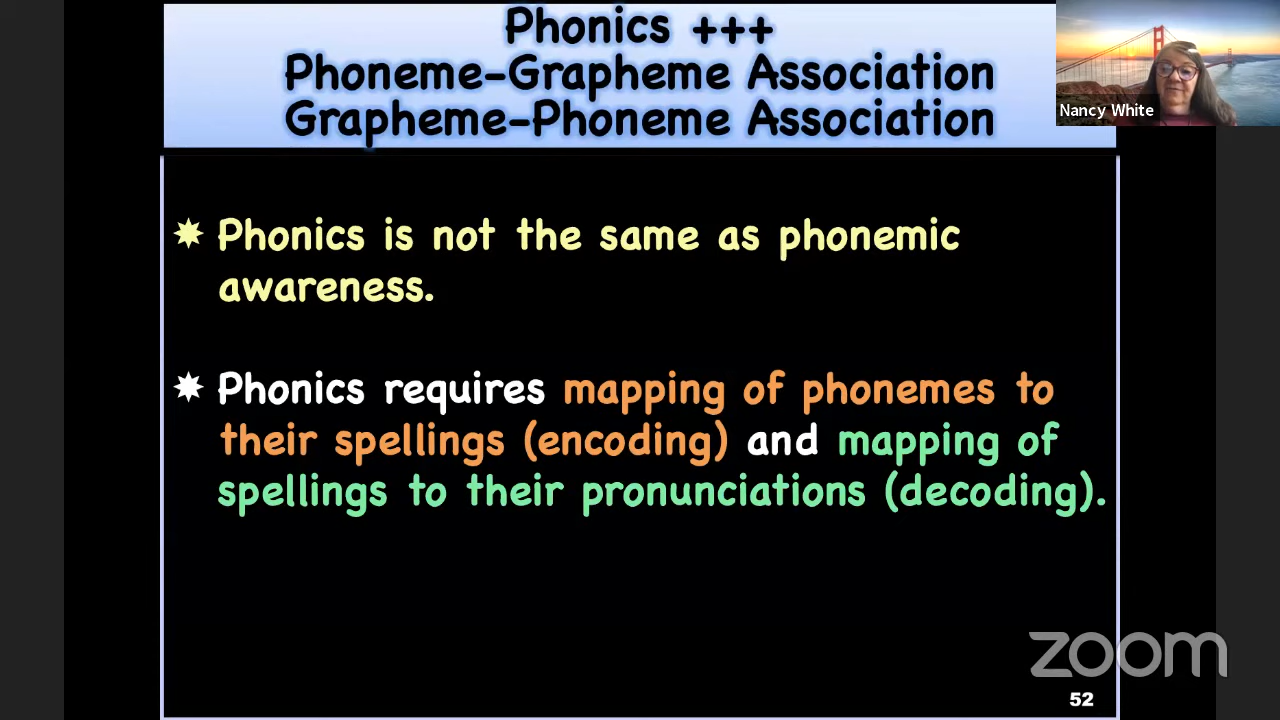 Phonics +++
Phoneme-Grapheme Association
Grapheme-Phoneme Association
Nancy White
✷ Phonics is not the same as phonemic
awareness.
✷ Phonics requires mapping of phonemes to
their spellings (encoding) and mapping of
spellings to their pronunciations (decoding).
zoom
52